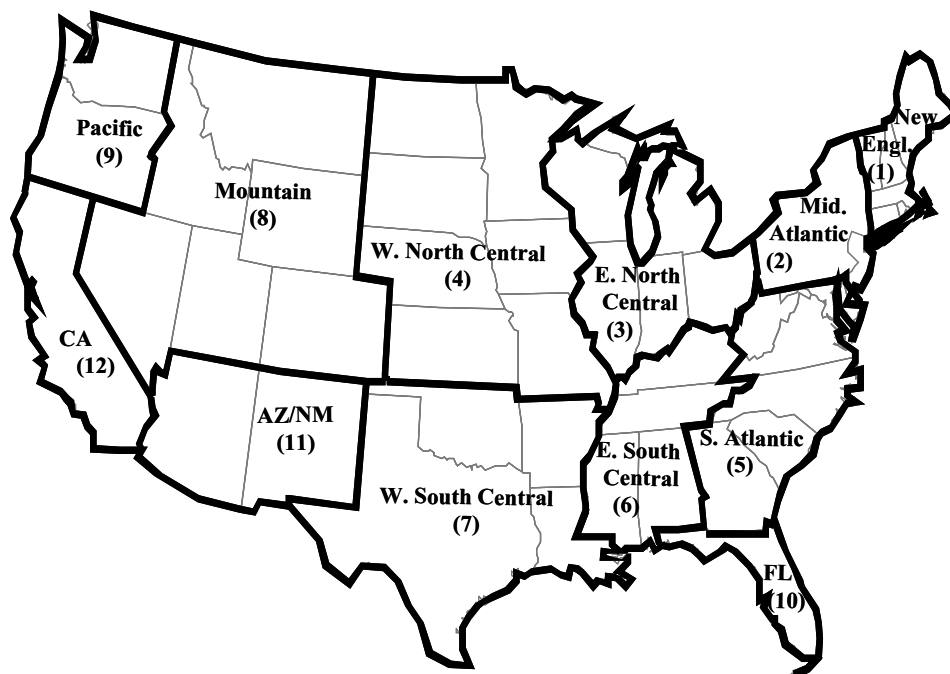 New
Engl.
(1)
Pacific
(9)
Mountain
(8)
Mid.
Atlantic
(2)
W. North Central
(4)
E. North
Central
(3)
CA
(12)
AZ/NM
(11)
S. Atlantic
(5)
E. South
Central
(6)
W. South Central
(7)
FL
(10)